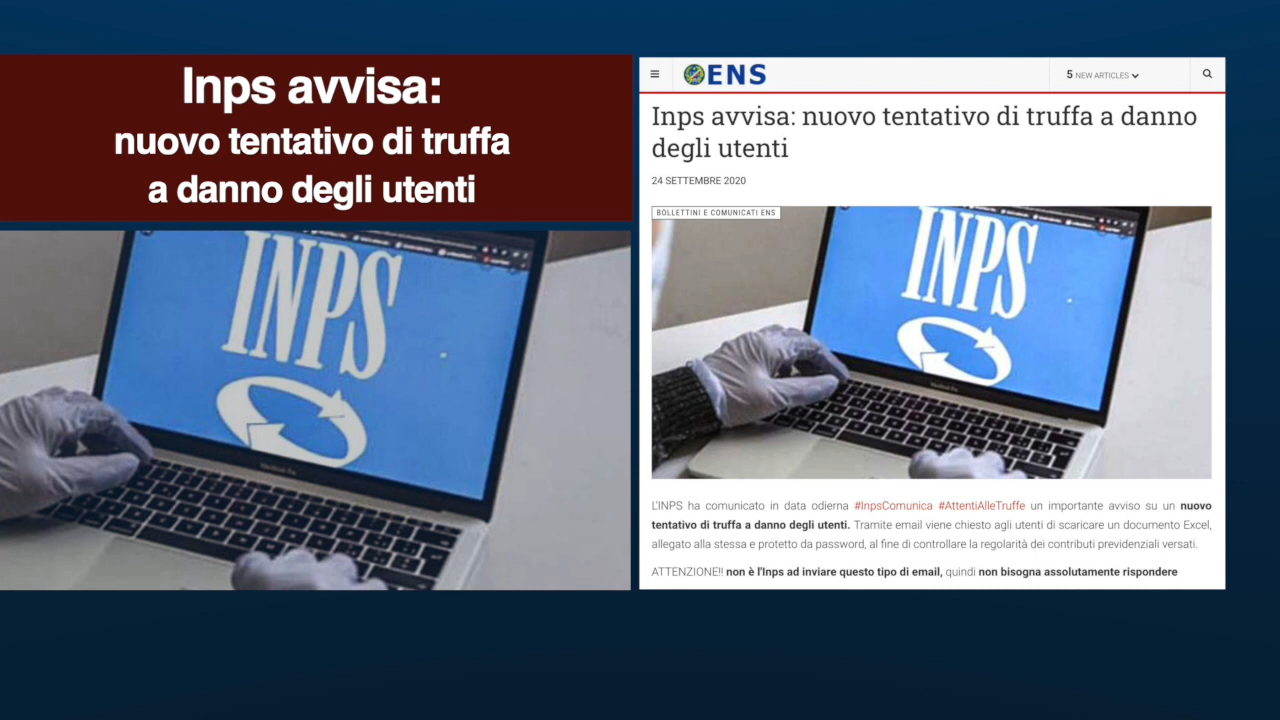 Inps avvisa:
nuovo tentativo di truffa
a danno degli utenti
INPS
ENS
5 NEW ARTICLES
Inps avvisa: nuovo tentativo di truffa a danno
degli utenti
24 SETTEMBRE 2020
BOLLETTINI E COMUNICATI ENS
INPS
L'INPS ha comunicato in data odierna #InpsComunica #AttentiAlleTruffe un importante avviso su un nuovo
tentativo di truffa a danno degli utenti. Tramite email viene chiesto agli utenti di scaricare un documento Excel,
allegato alla stessa e protetto da password, al fine di controllare la regolarità dei contributi previdenziali versati.
ATTENZIONE!! non è l'Inps ad inviare questo tipo di email, quindi non bisogna assolutamente rispondere